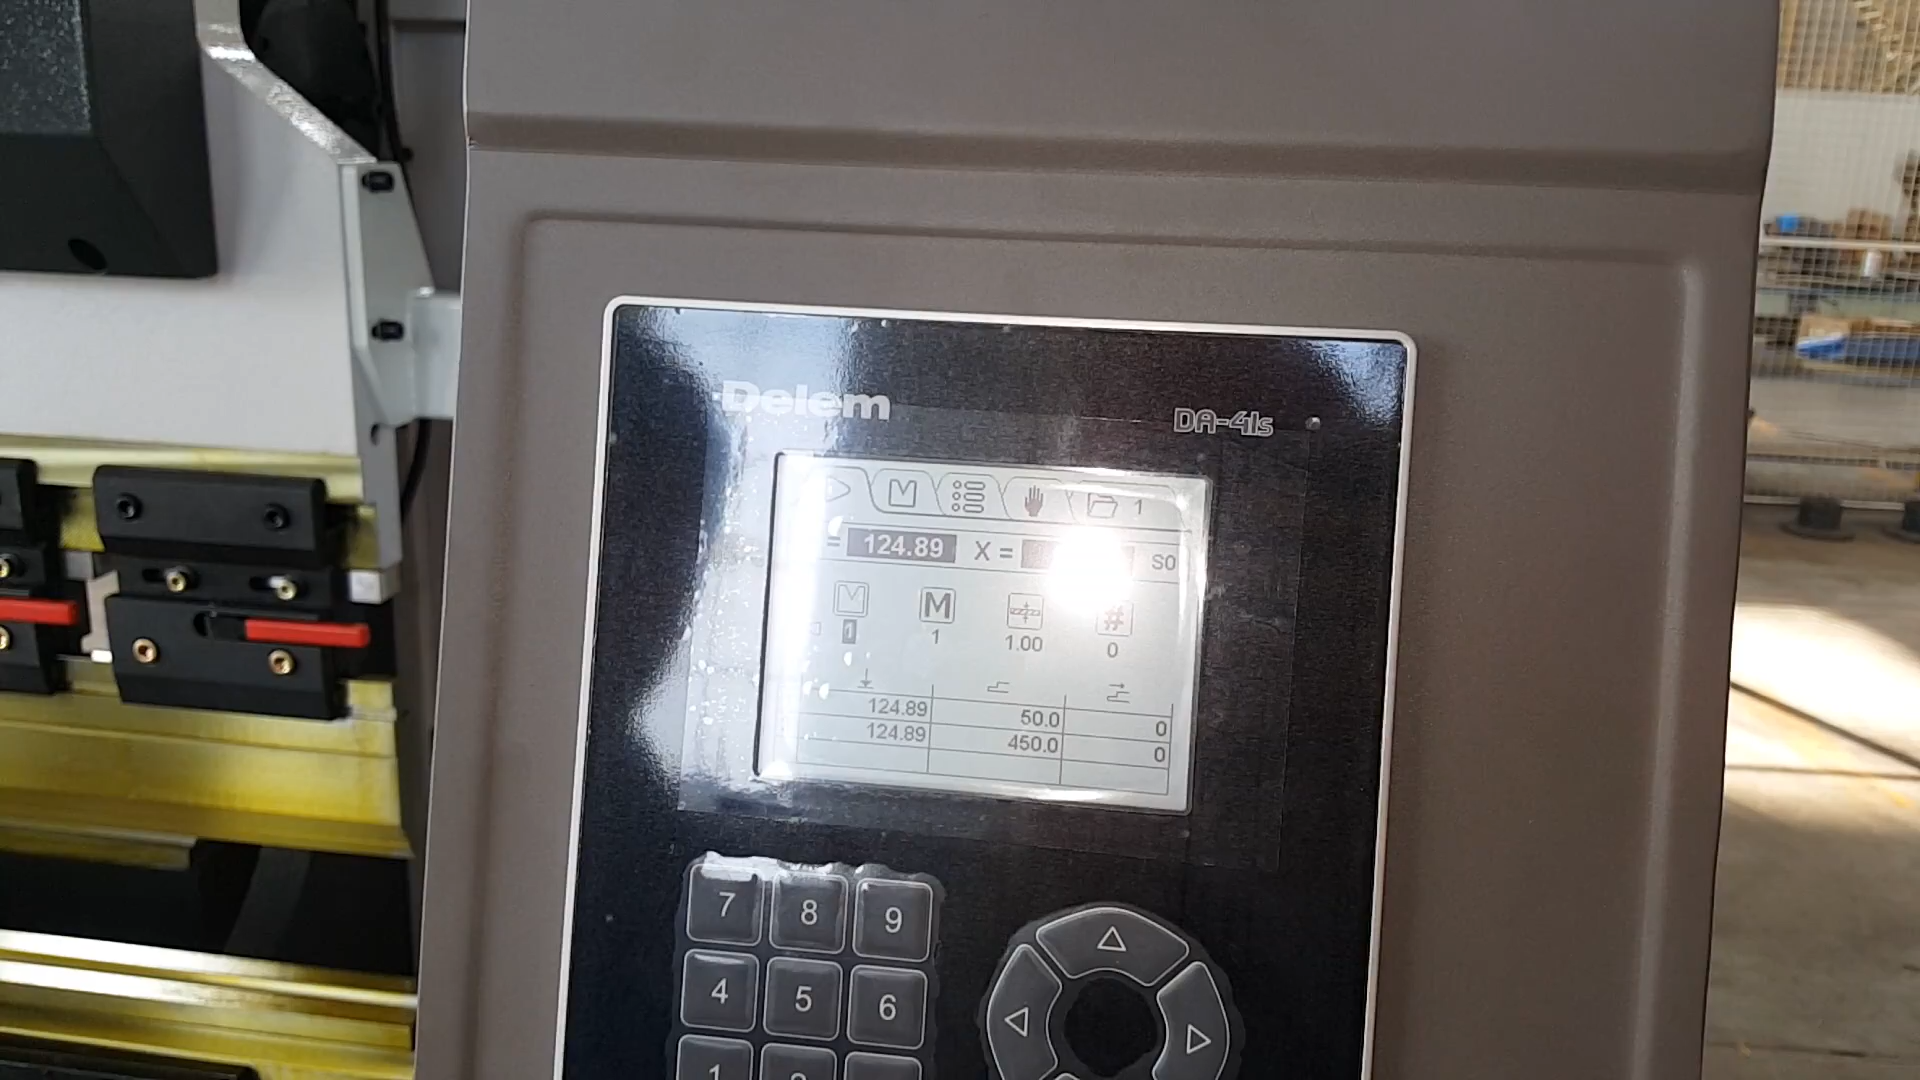 Delem
DA-41s
1
= 124.89 X = S0
M
#
1 1 1.00 0
124.89 50.0 0
124.89 450.0 0
7 8 9
4 5 6
1